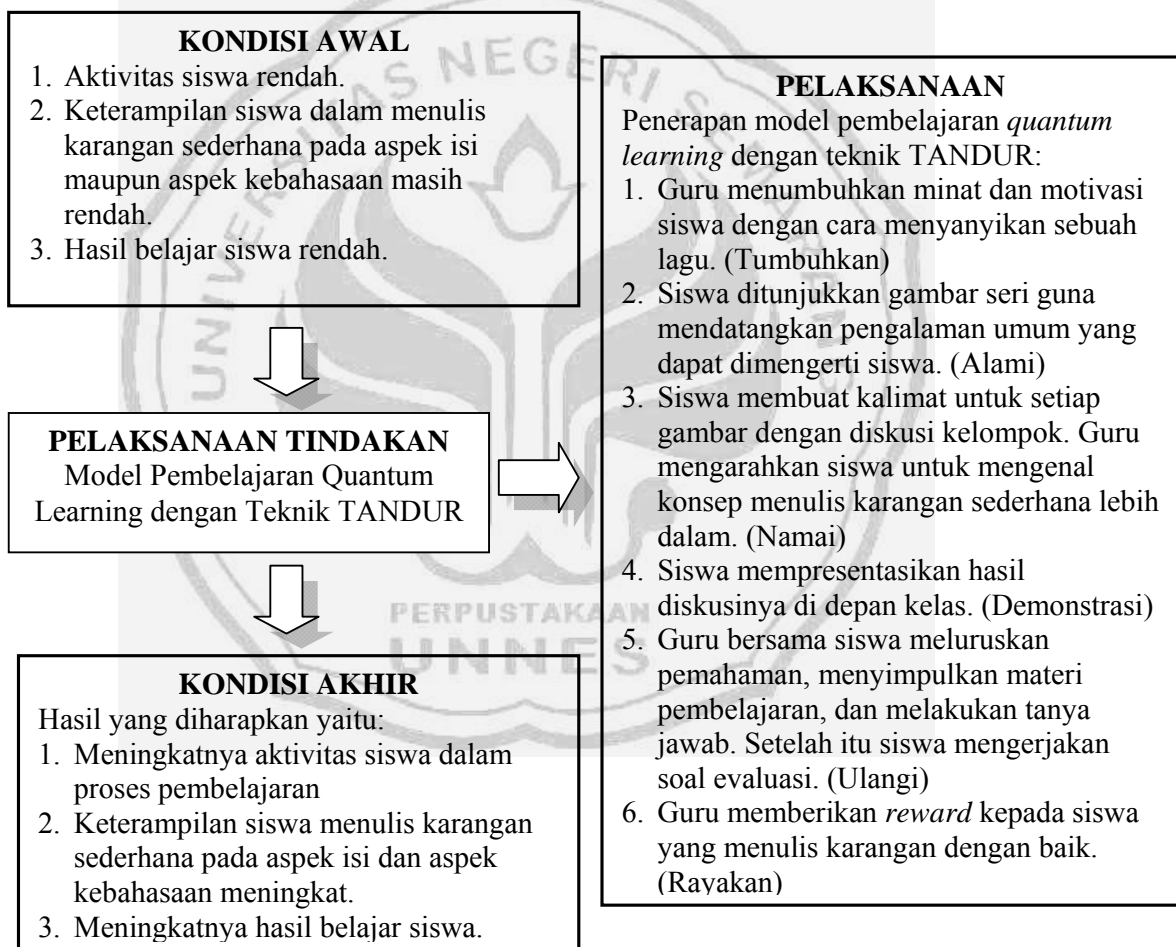 KONDISI AWAL
1. Aktivitas siswa rendah.
2. Keterampilan siswa dalam menulis
karangan sederhana pada aspek isi
maupun aspek kebahasaan masih
rendah.
3. Hasil belajar siswa rendah.
PELAKSANAAN TINDAKAN
Model Pembelajaran Quantum
Learning dengan Teknik TANDUR
KONDISI AKHIR
Hasil yang diharapkan yaitu:
1. Meningkatnya aktivitas siswa dalam
proses pembelajaran
2. Keterampilan siswa menulis karangan
sederhana pada aspek isi dan aspek
kebahasaan meningkat.
3. Meningkatnya hasil belajar siswa.
PELAKSANAAN
Penerapan model pembelajaran quantum
learning dengan teknik TANDUR:
1. Guru menumbuhkan minat dan motivasi
siswa dengan cara menyanyikan sebuah
lagu. (Tumbuhkan)
2. Siswa ditunjukkan gambar seri guna
mendatangkan pengalaman umum yang
dapat dimengerti siswa. (Alami)
3. Siswa membuat kalimat untuk setiap
gambar dengan diskusi kelompok. Guru
mengarahkan siswa untuk mengenal
konsep menulis karangan sederhana lebih
dalam. (Namai)
4. Siswa mempresentasikan hasil
diskusinya di depan kelas. (Demonstrasi)
5. Guru bersama siswa meluruskan
pemahaman, menyimpulkan materi
pembelajaran, dan melakukan tanya
jawab. Setelah itu siswa mengerjakan
soal evaluasi. (Ulangi)
6. Guru memberikan reward kepada siswa
yang menulis karangan dengan baik.
(Rayakan)
PERPUSTAKAAN
UNNES